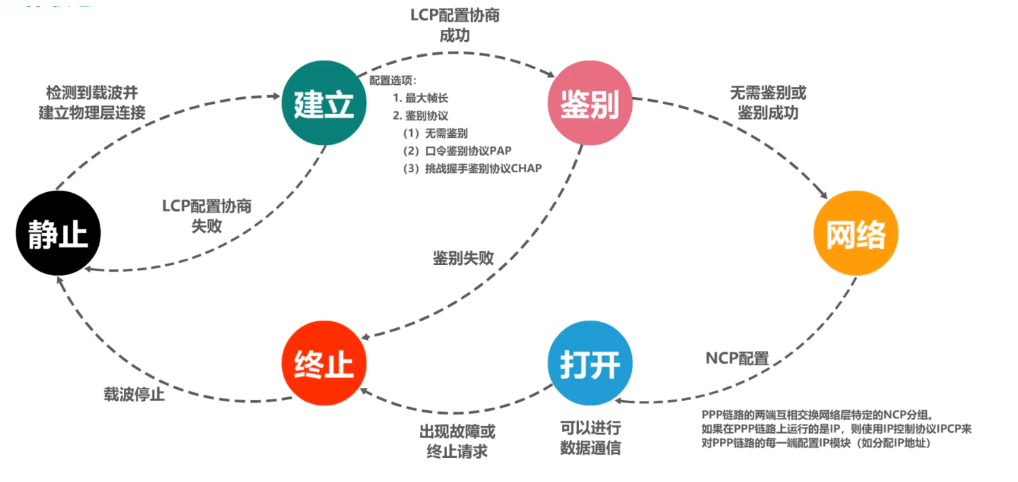 LCP配置协商
成功
检测到载波并
建立物理层连接
建立
配置选项：
1. 最大帧长
2. 鉴别协议
（1）无需鉴别
（2）口令鉴别协议PAP
（3）挑战握手鉴别协议CHAP
鉴别
无需鉴别或
鉴别成功
LCP配置协商
失败
静止
网络
鉴别失败
终止
打开
NCP配置
载波停止
出现故障或
终止请求
可以进行
数据通信
PPP链路的两端互相交换网络层特定的NCP分组。
如果在PPP链路上运行的是IP，则使用IP控制协议IPCP来
对PPP链路的每一端配置IP模块（如分配IP地址）